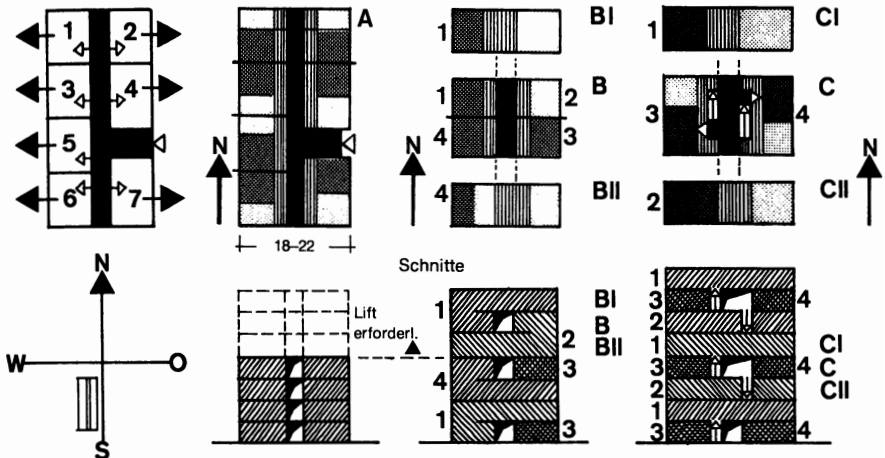 1 2
3 4
5
6 7
A
N
18–22
BI
1
B
1 2
4 3
BII
4
N
CI
1
C
3 4
CII
2
N
Schnitte
N
W O
S
Lift
erforderl.
1
2
3
4
1
3
BI
B
BII
1
3 4
2
1
3 4
2
1
3 4
CI
C
CII